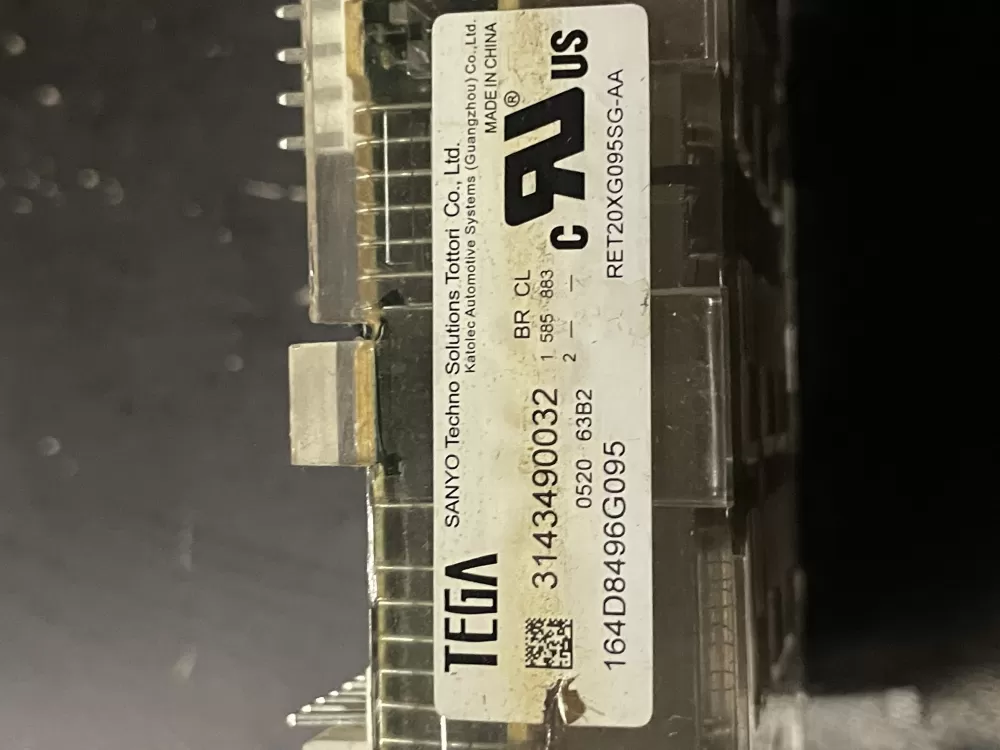 TEGA
SANYO Techno Solutions Tottori Co., Ltd.
Katolec Automotive Systems (Guangzhou) Co.,Ltd.
MADE IN CHINA
3143490032
BR CL
1 585 883
2 — —
0520 63B2
c RU ® US
164D8496G095
RET20XG095SG-AA